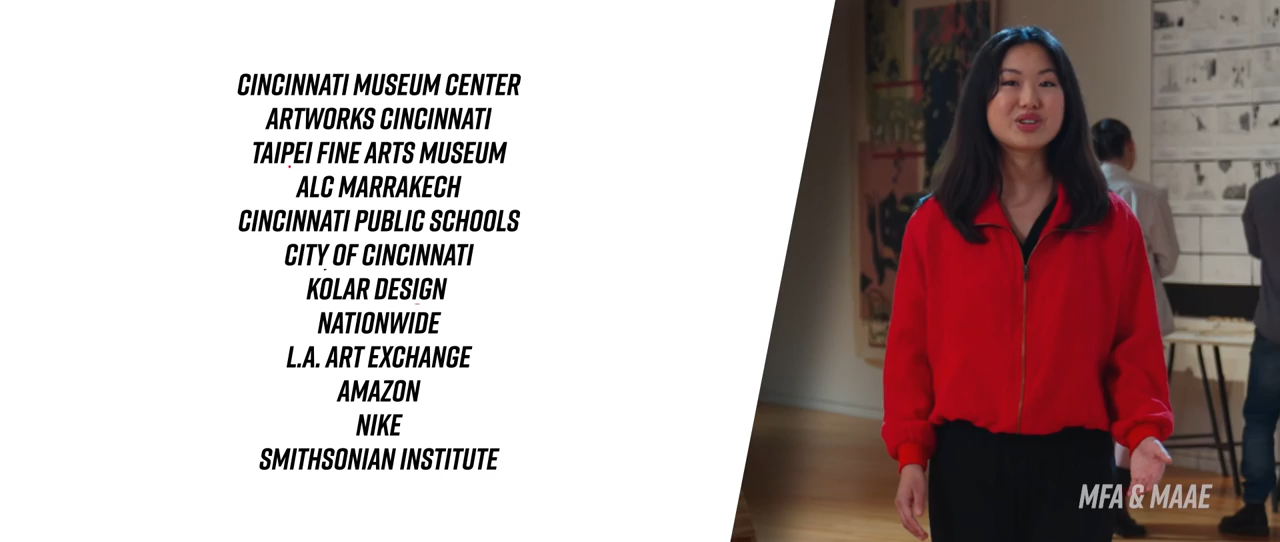 CINCINNATI MUSEUM CENTER
ARTWORKS CINCINNATI
TAIPEI FINE ARTS MUSEUM
ALC MARRAKECH
CINCINNATI PUBLIC SCHOOLS
CITY OF CINCINNATI
KOLAR DESIGN
NATIONWIDE
L.A. ART EXCHANGE
AMAZON
NIKE
SMITHSONIAN INSTITUTE
MFA & MAAE